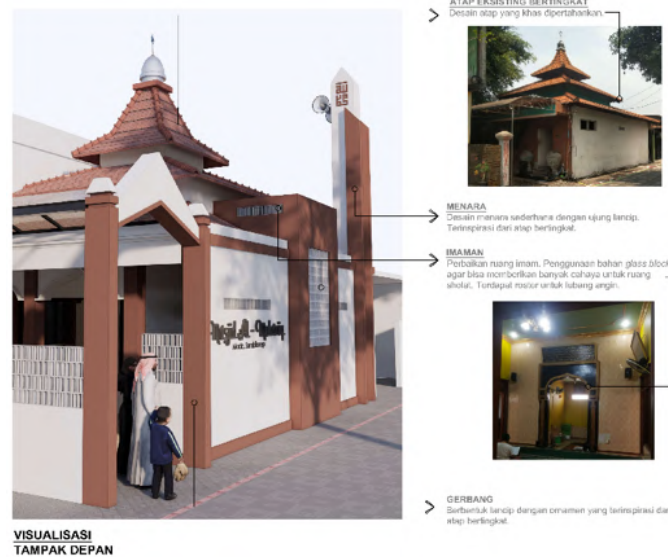 ATAP EKSISTING BERTINGKAT
Desain atap yang khas dipertahankan.
MENARA
Desain menara sederhana dengan ujung lancip.
Terinspirasi dari atap bertingkat.
IMAMAN
Perbaikan ruang imam. Penggunaan bahan glass block
agar bisa memberikan banyak cahaya untuk ruang
sholat. Terdapat roster untuk lubang angin.
GERBANG
Berbentuk lancip dengan ornamen yang terinspirasi dari
atap bertingkat.
VISUALISASI
TAMPAK DEPAN